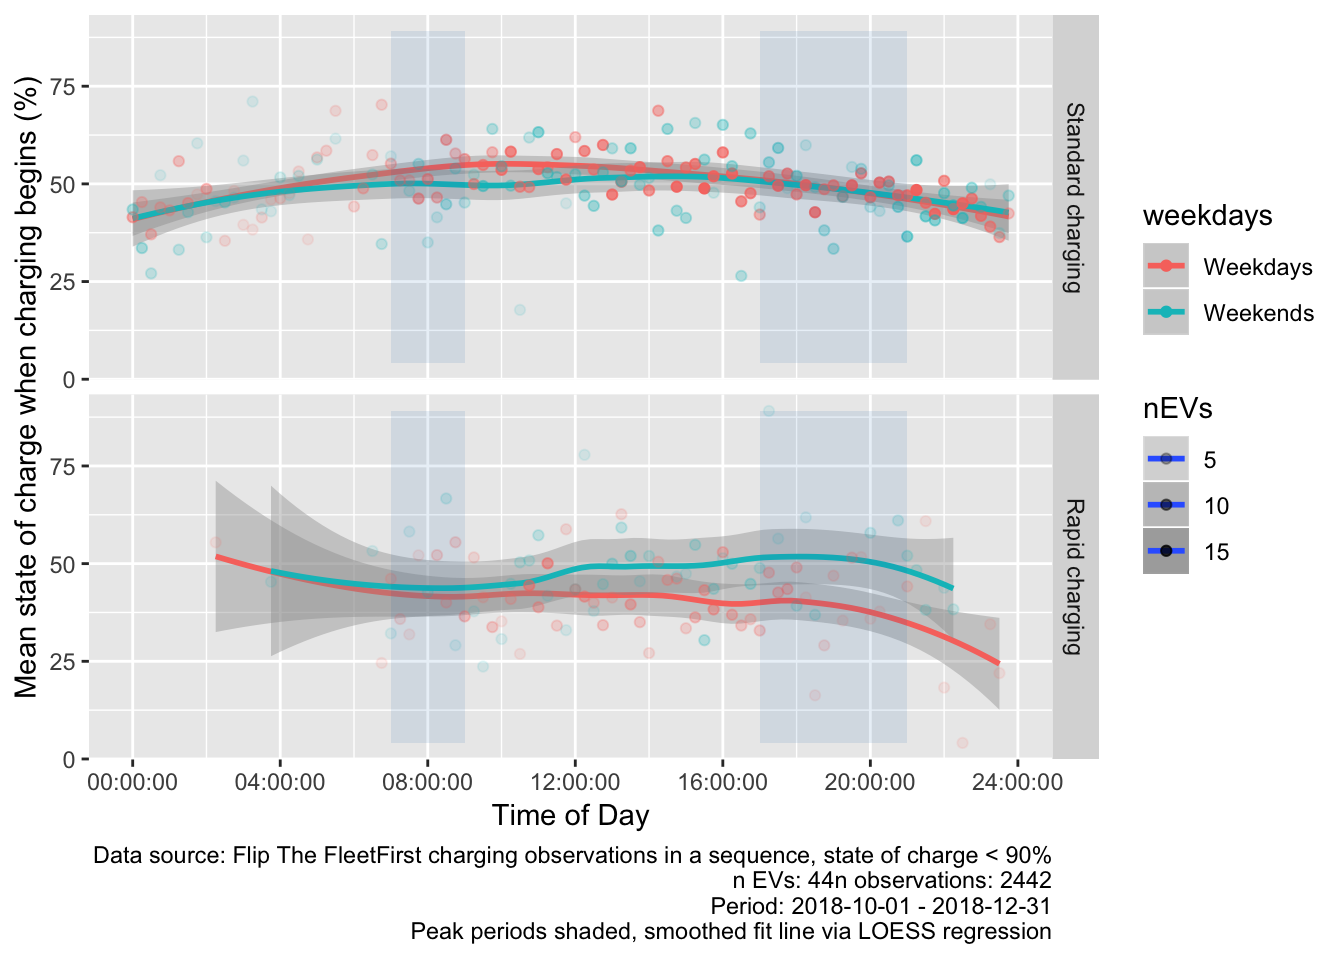 Mean state of charge when charging begins (%)
75
50
25
0
Standard charging
75
50
25
0
Rapid charging
00:00:00 04:00:00 08:00:00 12:00:00 16:00:00 20:00:00 24:00:00
Time of Day
weekdays
Weekdays
Weekends
nEVs
5
10
15
Data source: Flip The FleetFirst charging observations in a sequence, state of charge < 90%
n EVs: 44n observations: 2442
Period: 2018-10-01 - 2018-12-31
Peak periods shaded, smoothed fit line via LOESS regression